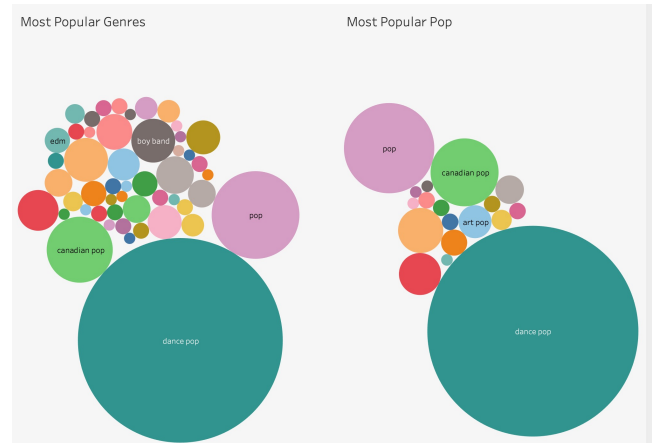 Most Popular Genres
edm
boy band
pop
canadian pop
dance pop
Most Popular Pop
pop
canadian pop
art pop
dance pop